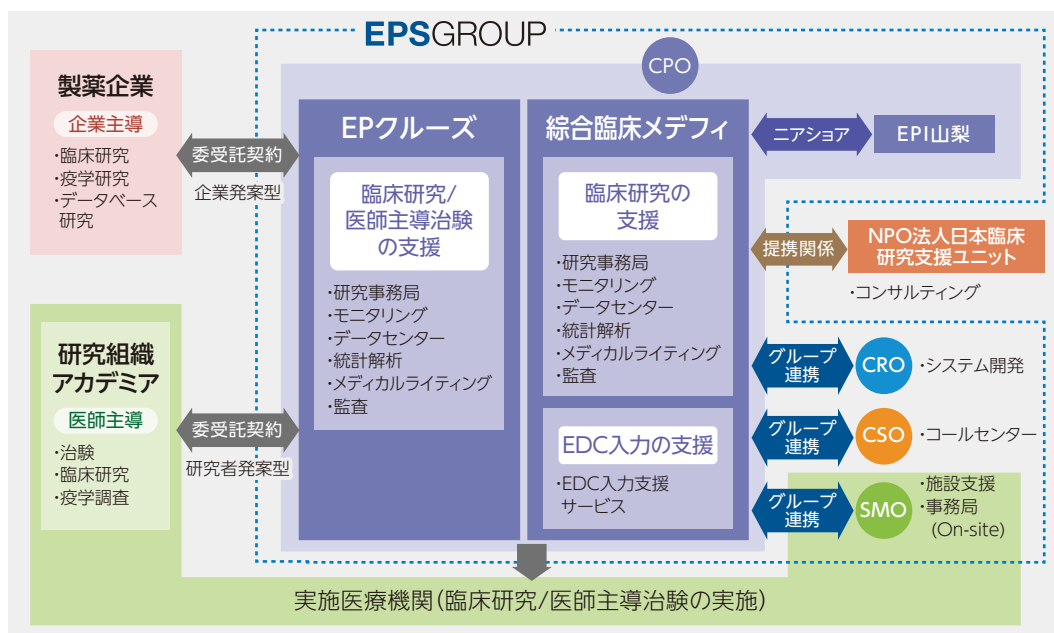 EPSGROUP
CPO
製薬企業
企業主導
・臨床研究
・疫学研究
・データベース
研究
委受託契約
企業発案型
研究組織
アカデミア
医師主導
・治験
・臨床研究
・疫学調査
委受託契約
研究者発案型
EPクルーズ
臨床研究/
医師主導治験
の支援
・研究事務局
・モニタリング
・データセンター
・統計解析
・メディカルライティング
・監査
綜合臨床メデフィ
臨床研究の
支援
・研究事務局
・モニタリング
・データセンター
・統計解析
・メディカルライティング
・監査
EDC入力の支援
・EDC入力支援
サービス
ニアショア
EPI山梨
提携関係
NPO法人日本臨床
研究支援ユニット
・コンサルティング
グループ
連携
CRO
・システム開発
グループ
連携
CSO
・コールセンター
グループ
連携
SMO
・施設支援
・事務局
(On-site)
実施医療機関(臨床研究/医師主導治験の実施)